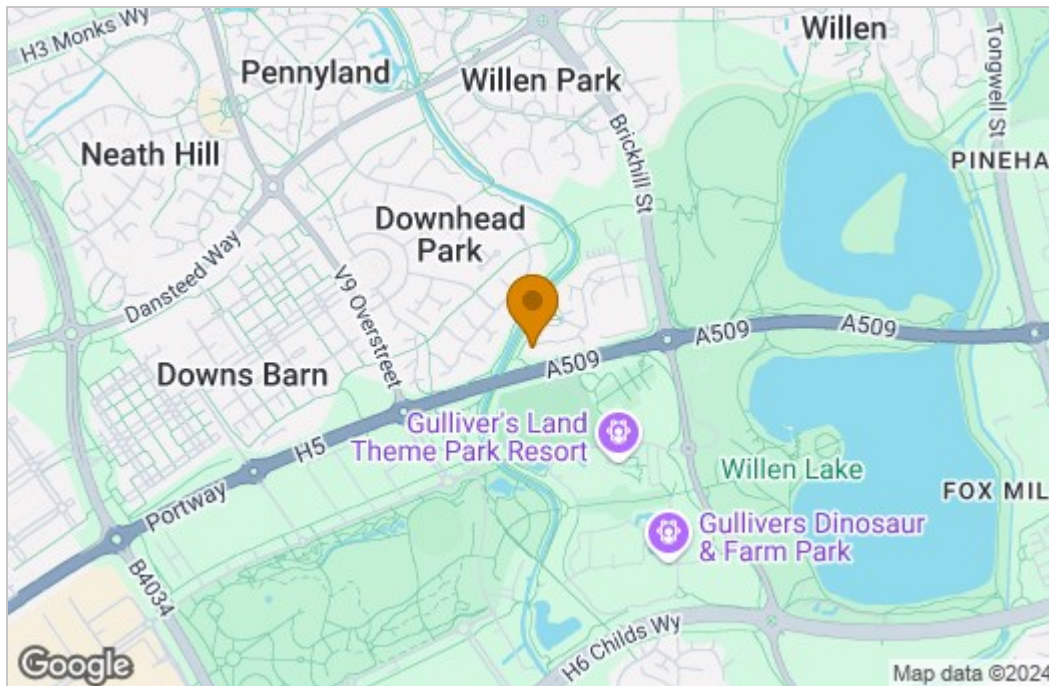 H3 Monks Wy
Pennyland
Willen Park
Willen
Tongwell St
Neath Hill
Brickhill St
PINEHA
Downhead
Park
Dansteed Way
V9 Overstreet
A509
A509
A509
Downs Barn
H5
Gulliver's Land
Theme Park Resort
Willen Lake
Portway
FOX MIL
Gullivers Dinosaur
& Farm Park
B4034
H6 Childs Wy
Google
Map data ©2024